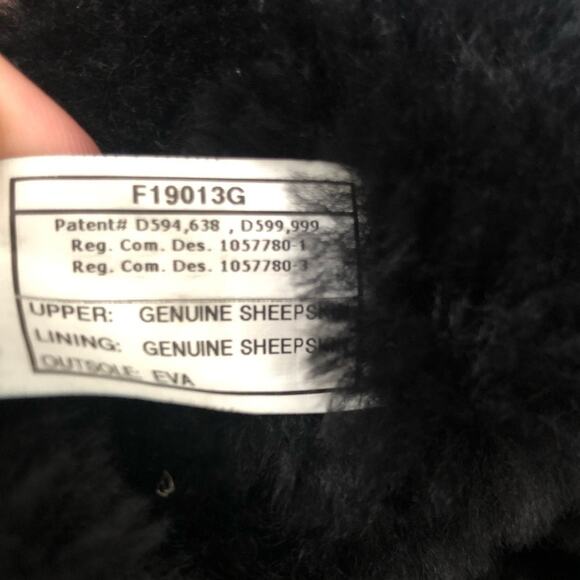 F19013G
Patent# D594,638 , D599,999
Reg. Com. Des. 1057780-1
Reg. Com. Des. 1057780-3
UPPER: GENUINE SHEEPSK
LINING: GENUINE SHEEPSK
OUTSOLE: EVA